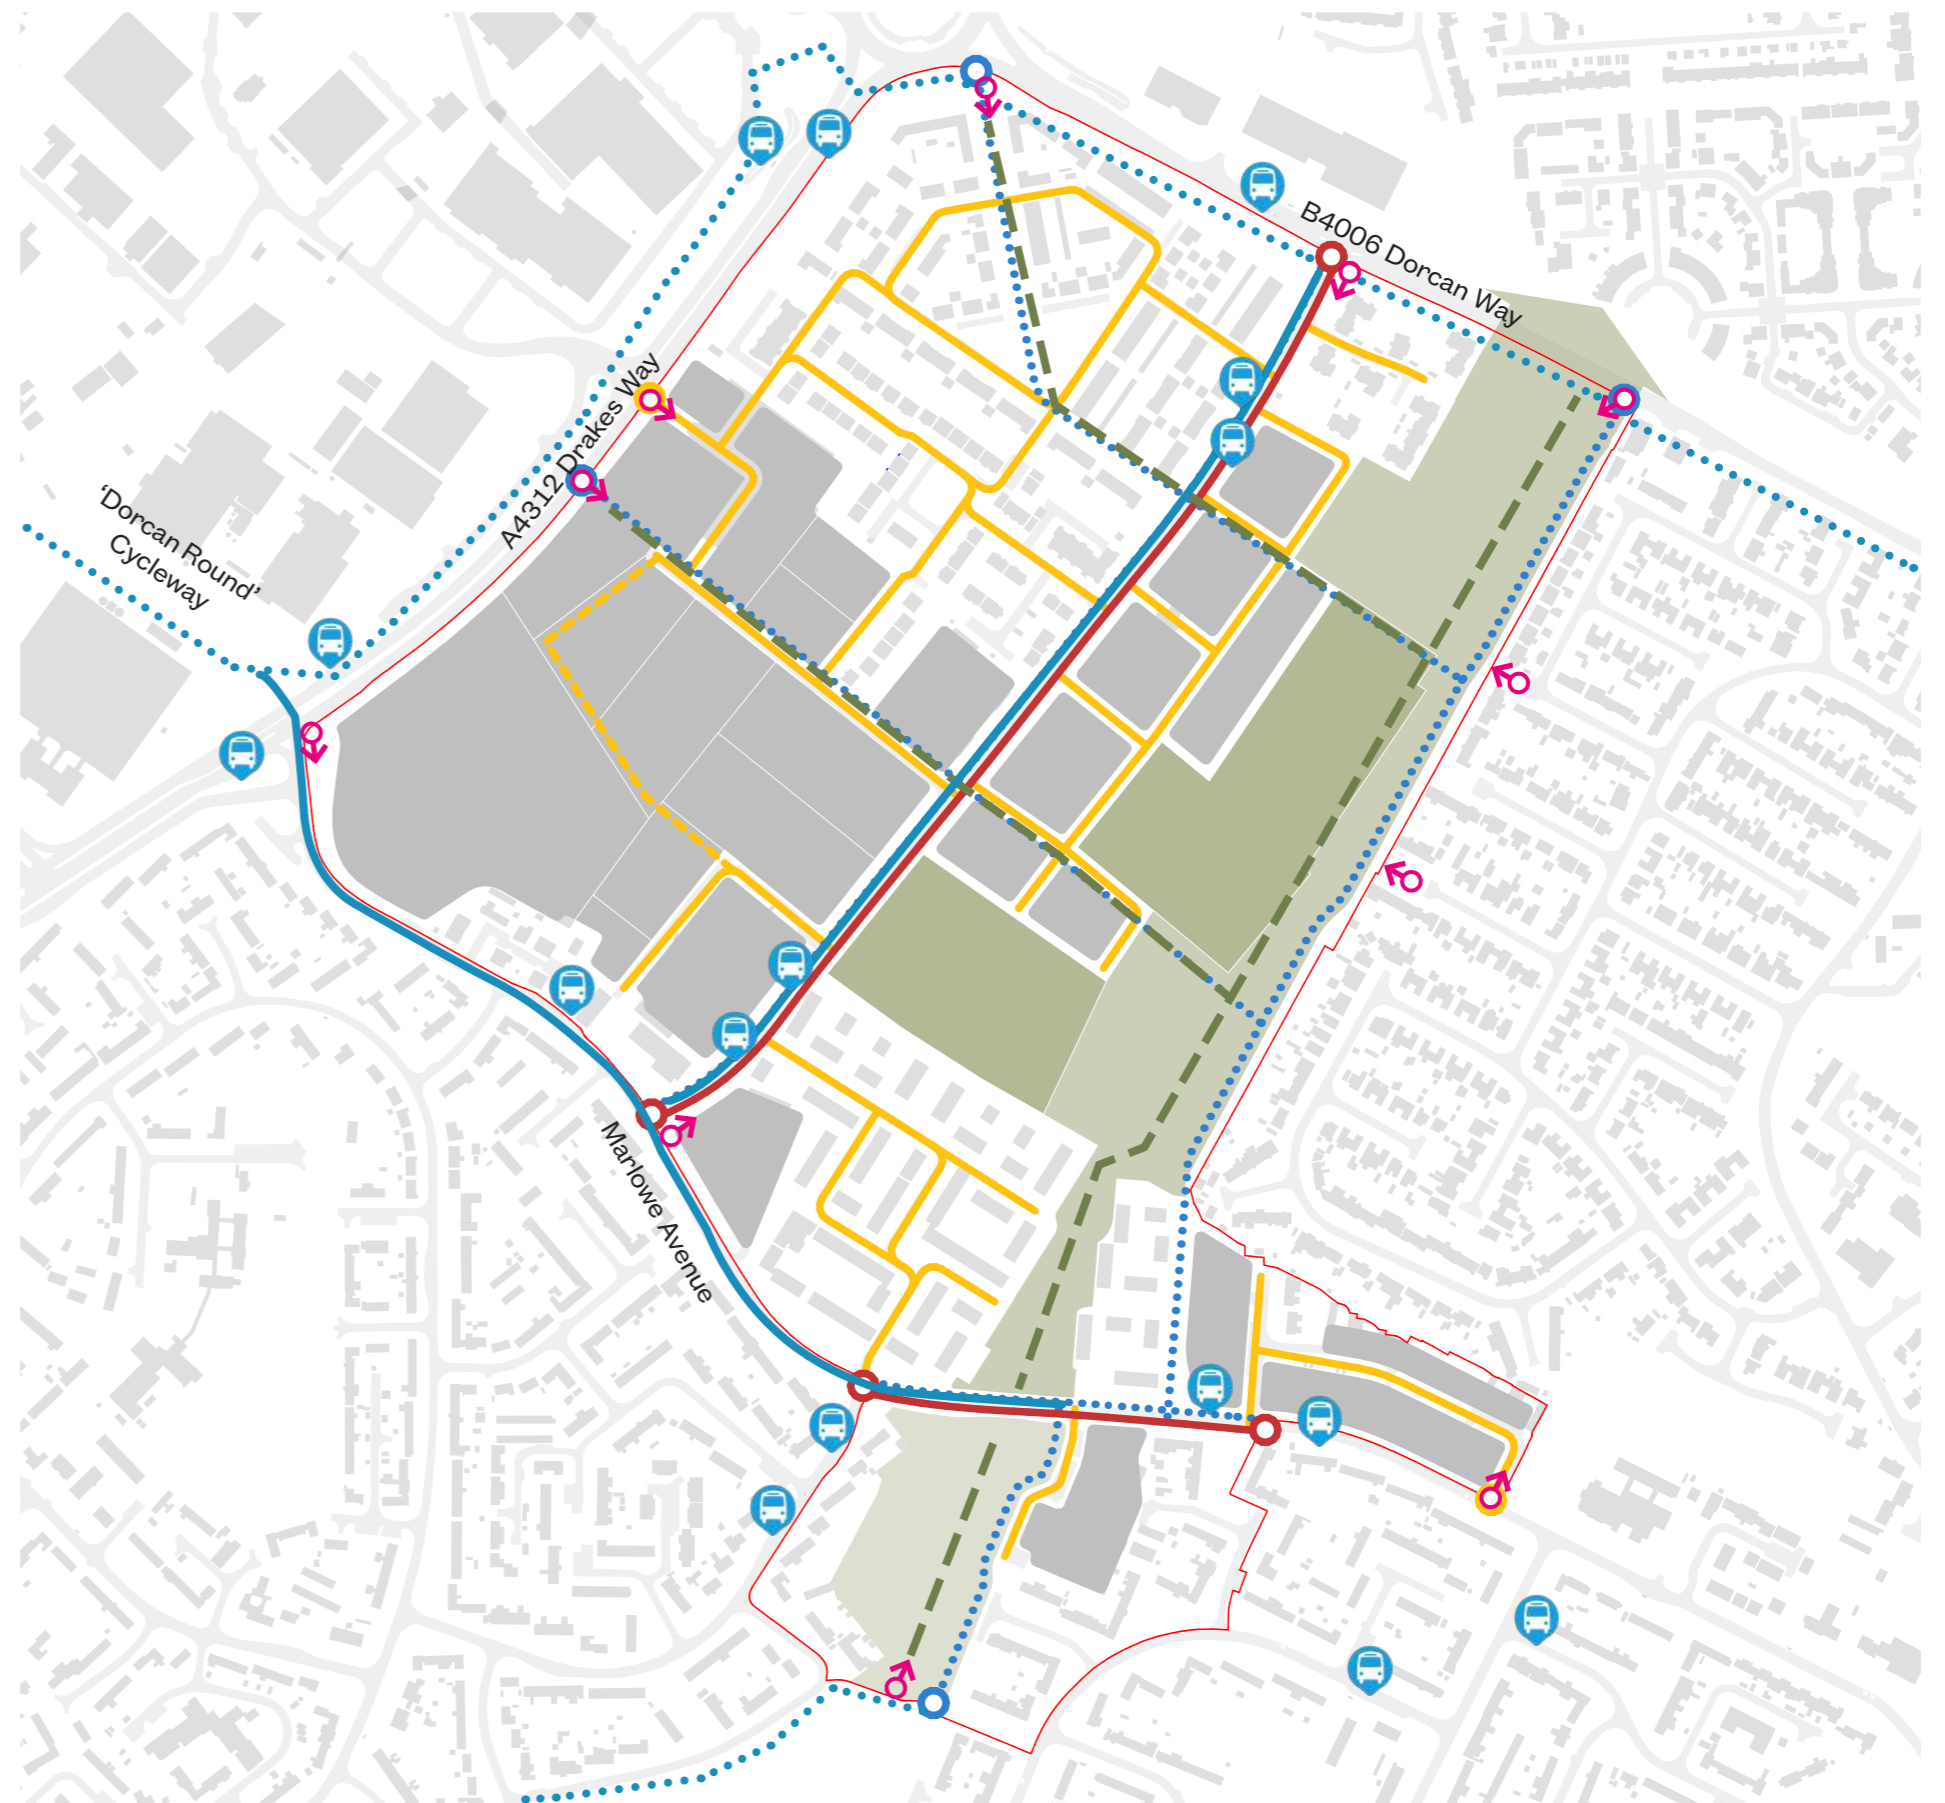 B4006 Dorcan Way
A4312 Drakes Way
‘Dorcan Round’
Cycleway
Marlowe Avenue